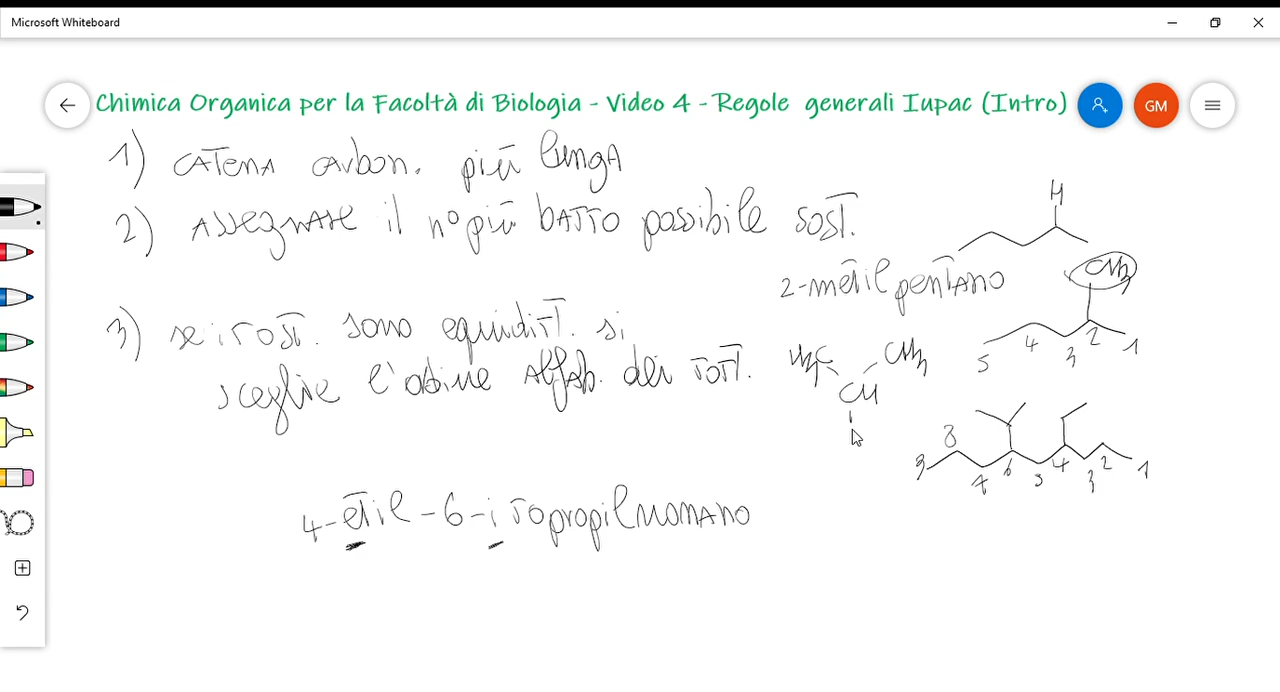 Microsoft Whiteboard
Chimica Organica per la Facoltà di Biologia - Video 4 - Regole generali Iupac (Intro)
GM
1) CATENA carbon. più lunga
2) Assegnare il n° più basso possibile sost.
H
2-metilpentano
CH3
5 4 3 2 1
3) se i sost. sono equidist. si
sceglie l'ordine Alfab. dei sost.
H3C CH3
CH
9 8 7 6 5 4 3 2 1
4-etil-6-isopropilnonano